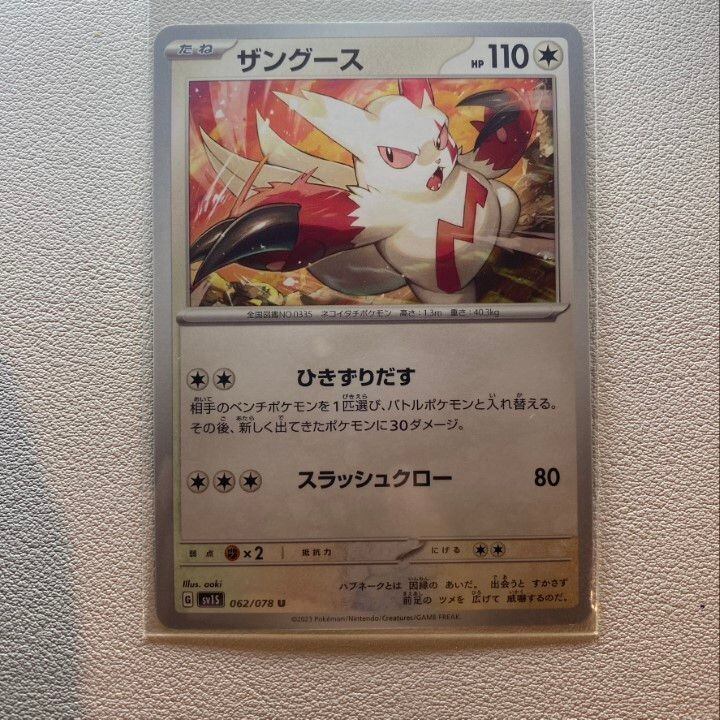 たね ザングース HP 110
全国図鑑NO.0335 ネコイタチポケモン 高さ:1.3m 重さ:40.3kg
ひきずりだす
相手のベンチポケモンを1匹選び、バトルポケモンと入れ替える。
その後、新しく出てきたポケモンに30ダメージ。
スラッシュクロー 80
弱点 ×2 抵抗力 にげる
Illus. aoki
G sv1S 062/078 U
ハブネークとは 因縁の あいだ。 出会うと すかさず
前足の ツメを 広げて 威嚇するのだ。
©2023 Pokémon/Nintendo/Creatures/GAME FREAK.